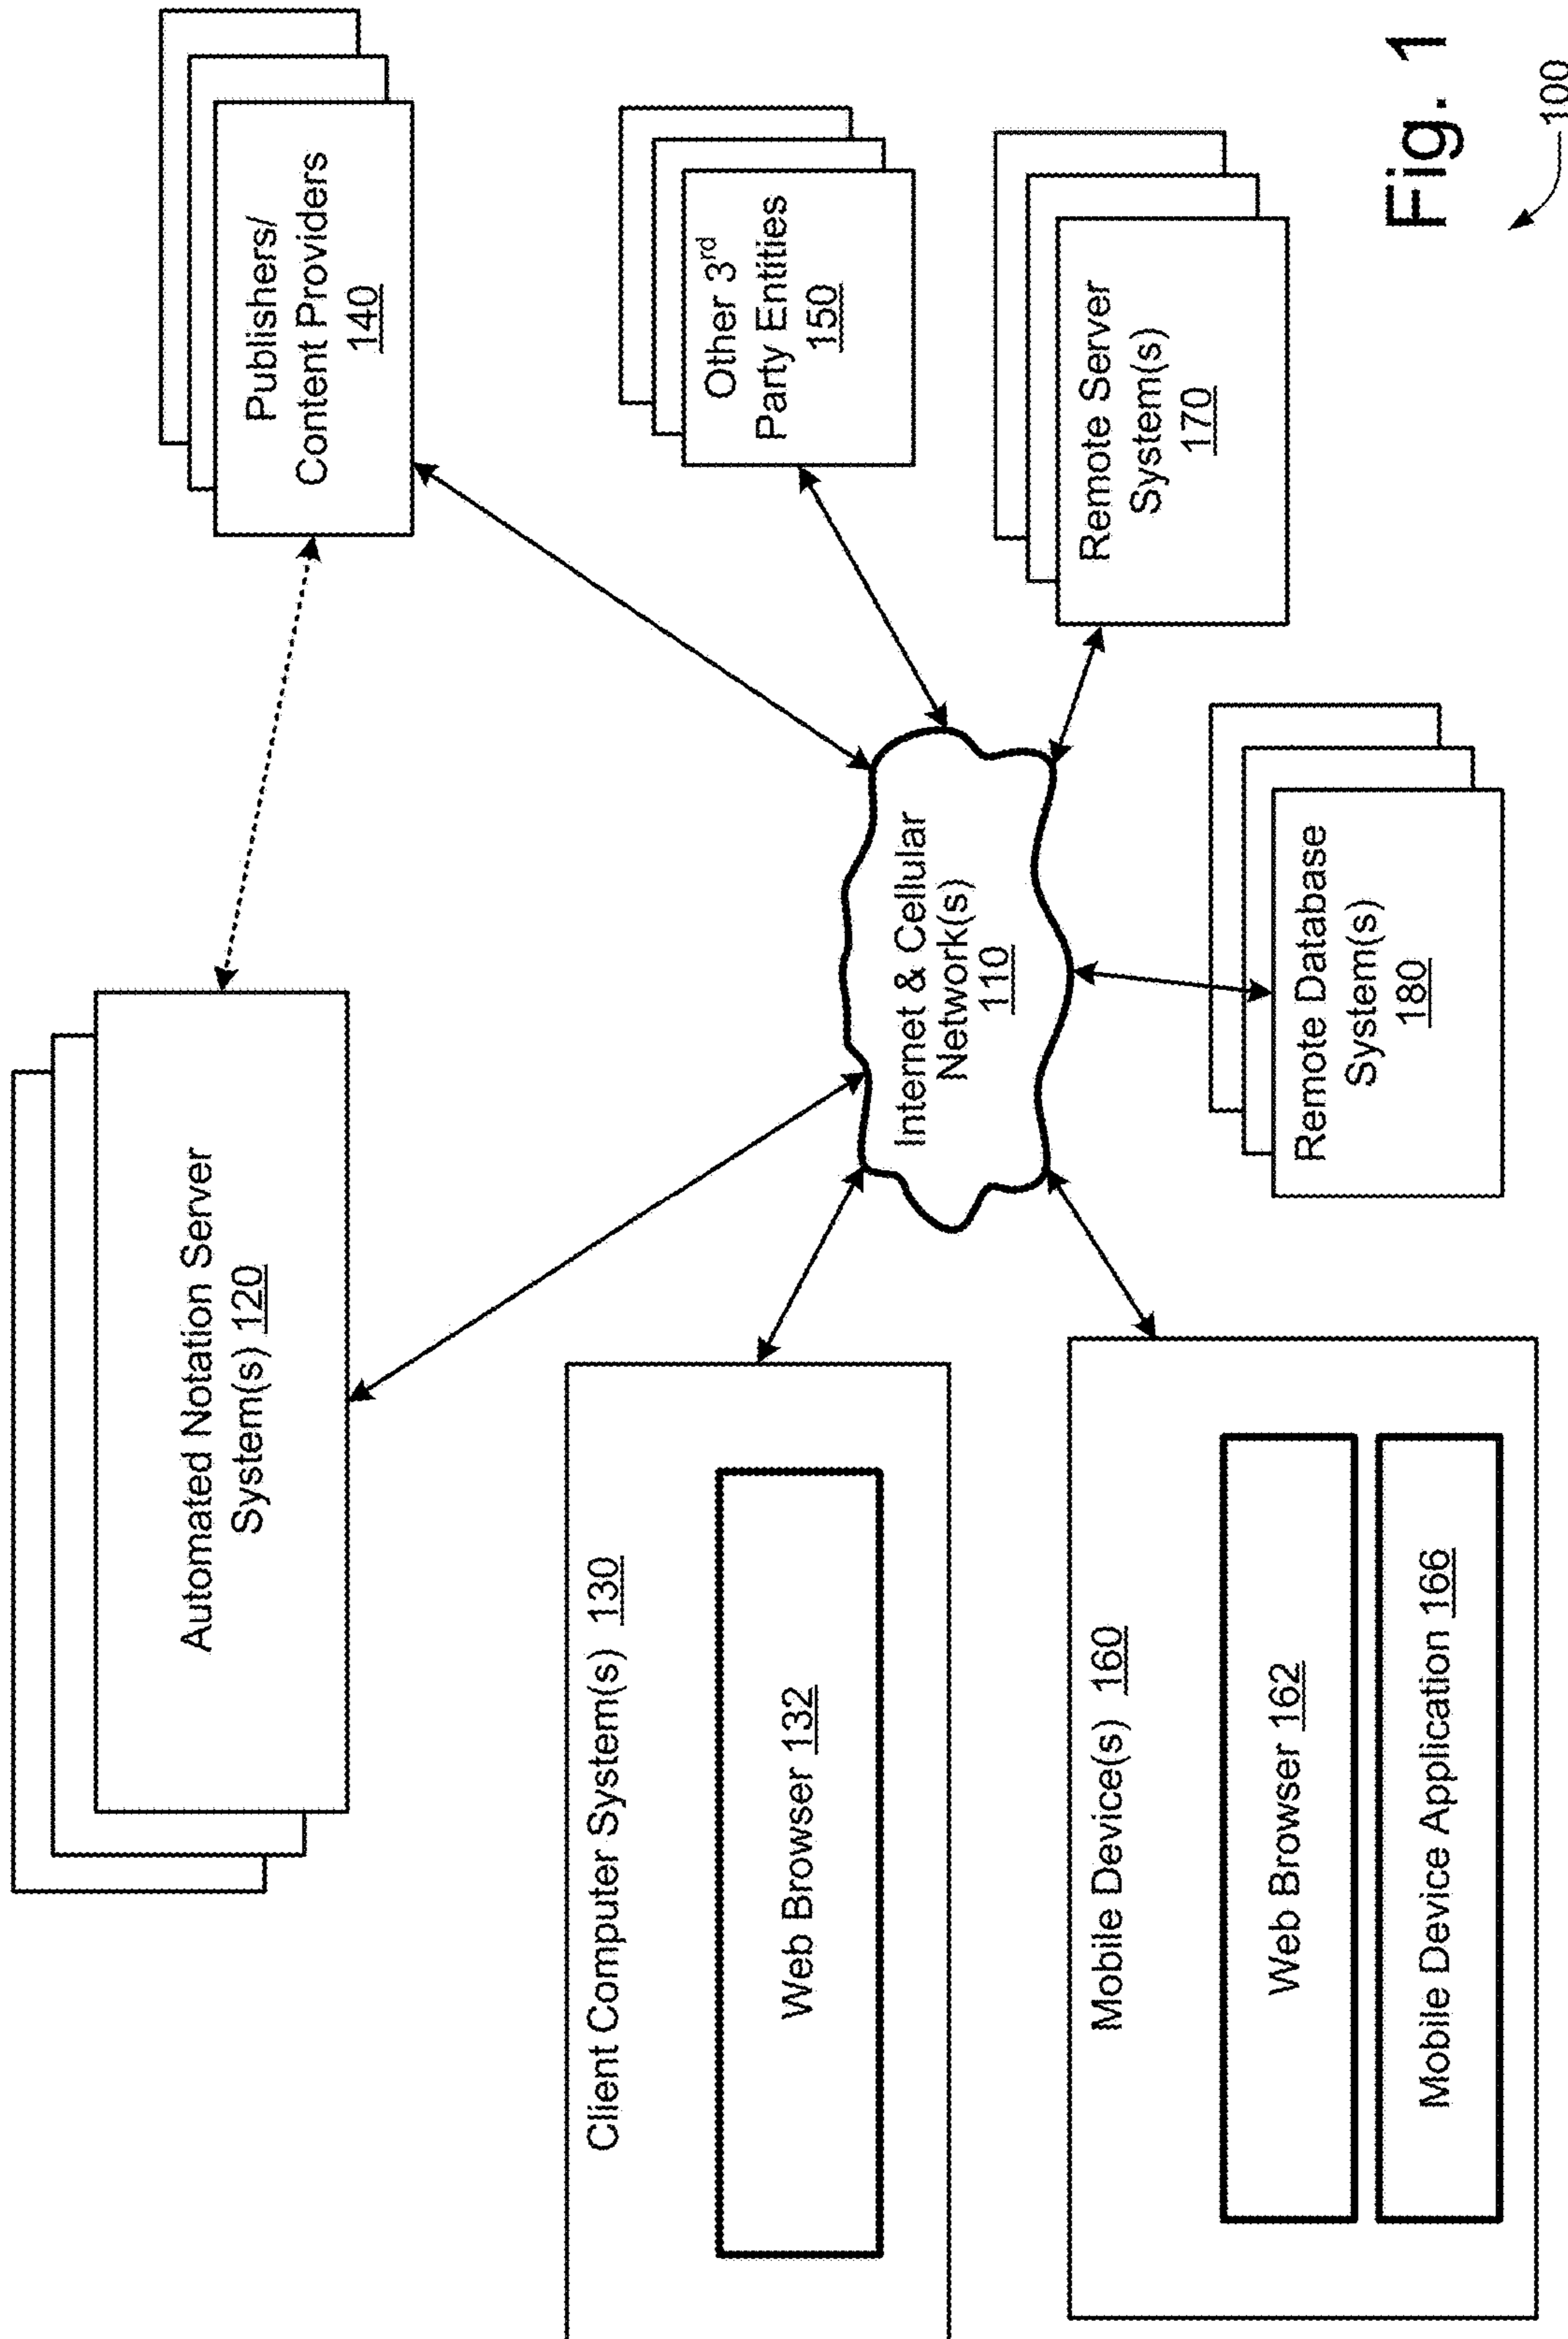 Automated Notation Server
System(s) 120
Publishers/
Content Providers
140
Client Computer System(s) 130
Web Browser 132
Internet & Cellular
Network(s)
110
Other 3rd
Party Entities
150
Mobile Device(s) 160
Web Browser 162
Mobile Device Application 166
Remote Database
System(s)
180
Remote Server
System(s)
170
Fig. 1
100